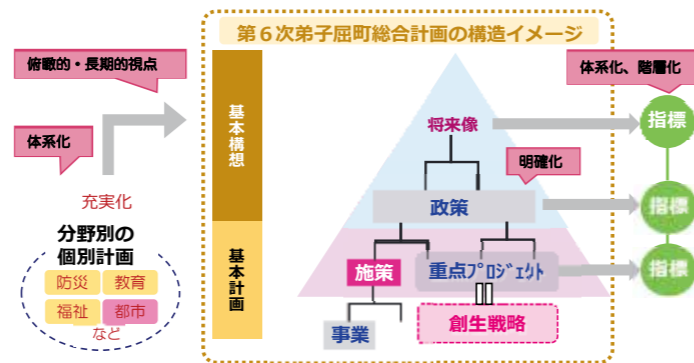 第6次弟子屈町総合計画の構造イメージ
俯瞰的・長期的視点
体系化
充実化
分野別の
個別計画
防災
教育
福祉
都市
など
基本構想
基本計画
将来像
明確化
政策
施策
重点プロジェクト
事業
創生戦略
体系化、階層化
指標
指標
指標